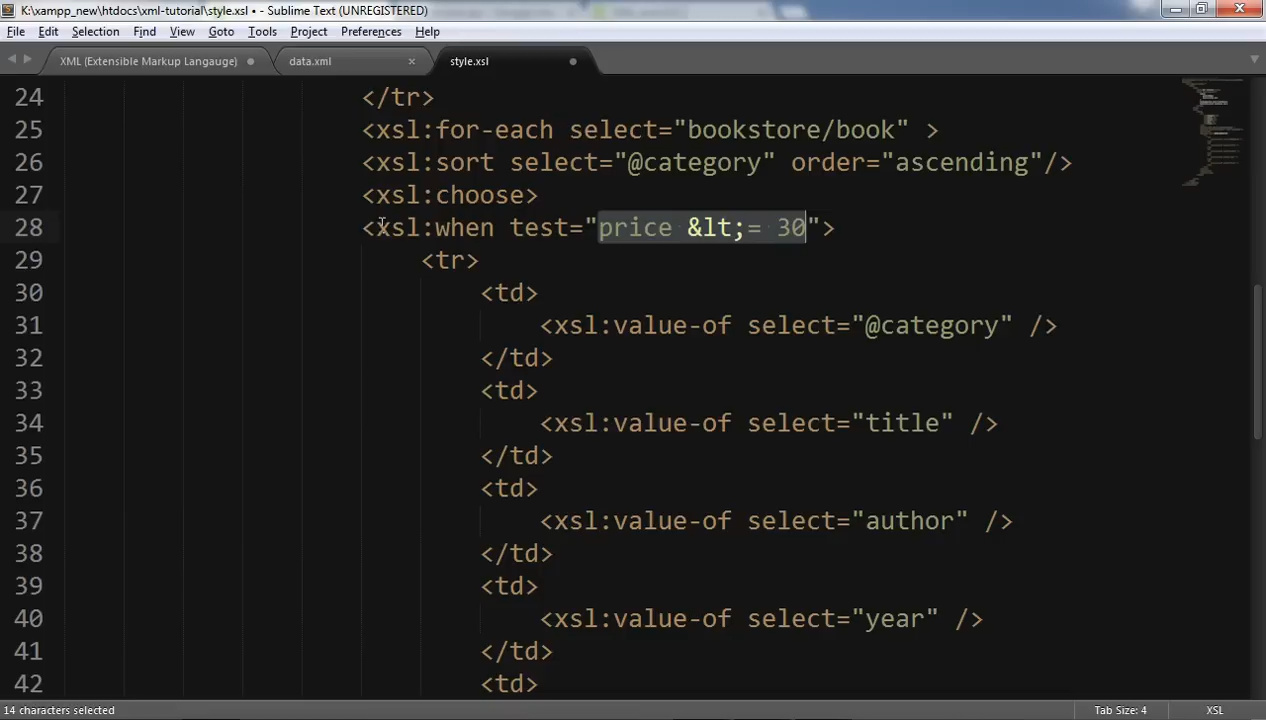 K:\xampp_new\htdocs\xml-tutorial\style.xsl • - Sublime Text (UNREGISTERED)
File Edit Selection Find View Goto Tools Project Preferences Help
XML (Extensible Markup Langauge) data.xml style.xsl
24 </tr>
25 <xsl:for-each select="bookstore/book" >
26 <xsl:sort select="@category" order="ascending"/>
27 <xsl:choose>
28 <xsl:when test="price &lt;= 30">
29 <tr>
30 <td>
31 <xsl:value-of select="@category" />
32 </td>
33 <td>
34 <xsl:value-of select="title" />
35 </td>
36 <td>
37 <xsl:value-of select="author" />
38 </td>
39 <td>
40 <xsl:value-of select="year" />
41 </td>
42 <td>
14 characters selected Tab Size: 4 XSL